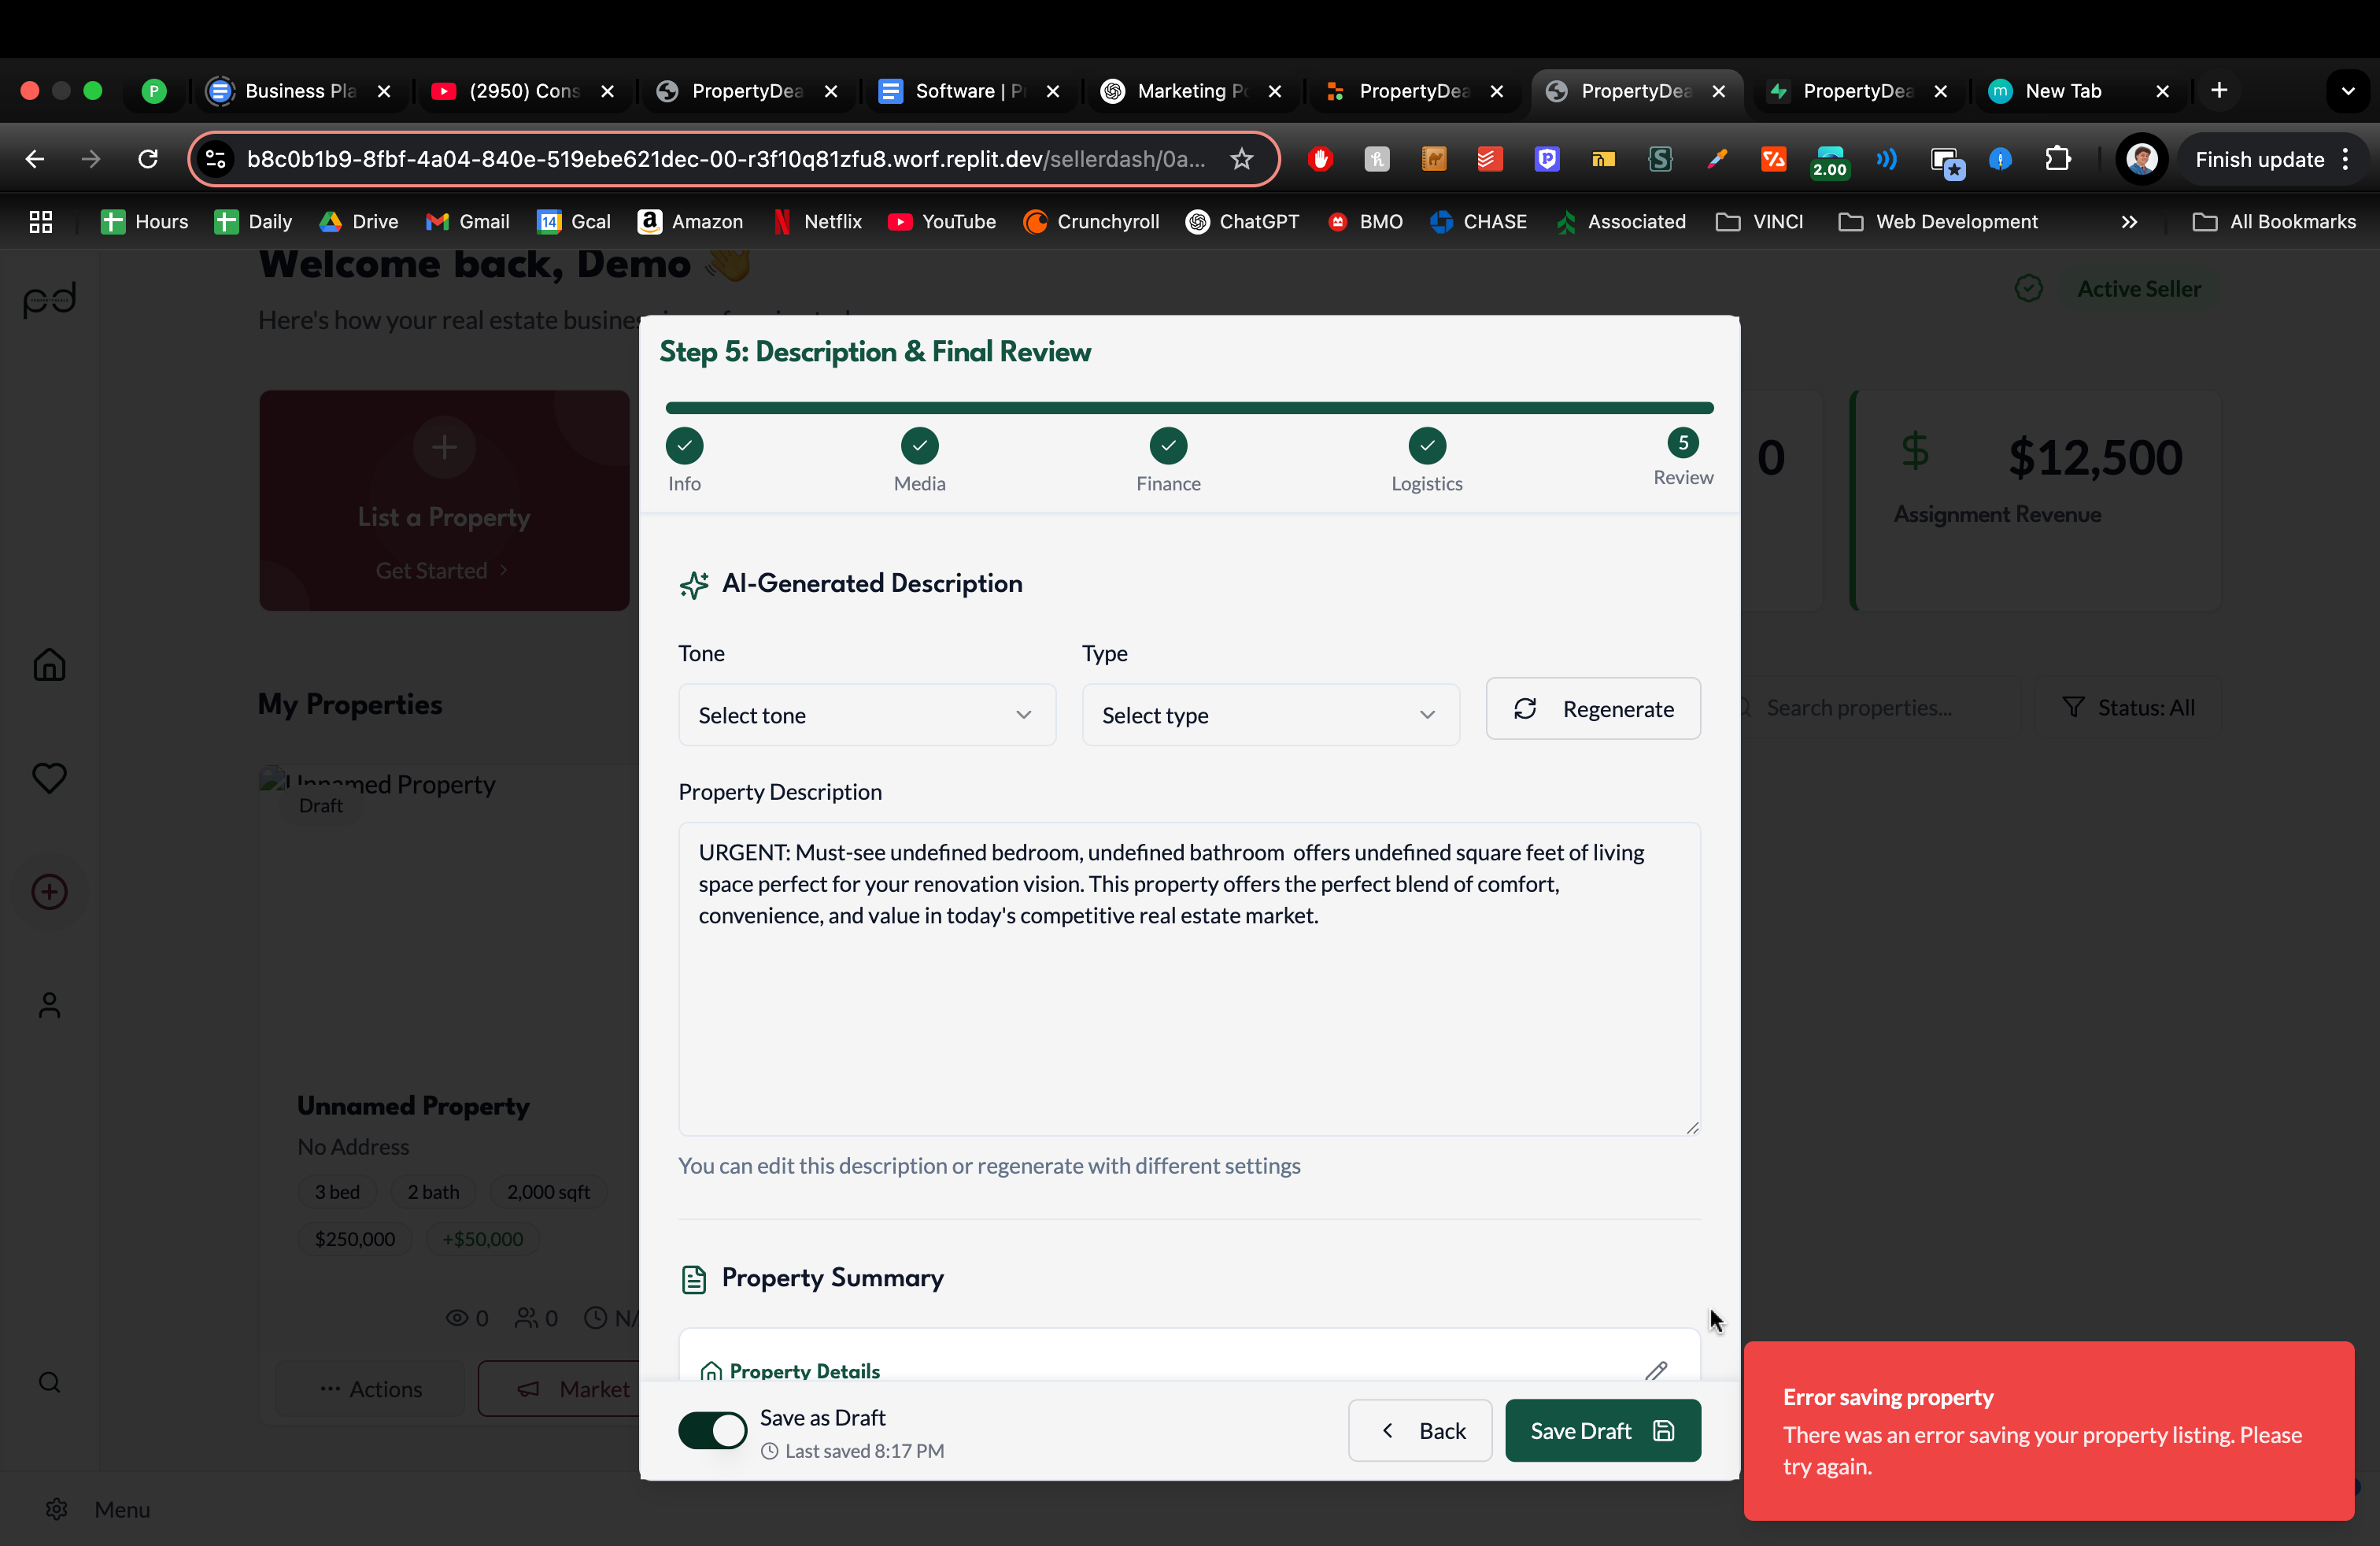 P
Business Pla
(2950) Cons
PropertyDea
Software | P
Marketing P
PropertyDea
PropertyDea
PropertyDea
m
New Tab
b8c0b1b9-8fbf-4a04-840e-519ebe621dec-00-r3f10q81zfu8.worf.replit.dev/sellerdash/0a...
2.00
Finish update
Hours
Daily
Drive
Gmail
14
Gcal
Amazon
Netflix
YouTube
Crunchyroll
ChatGPT
BMO
CHASE
Associated
VINCI
Web Development
All Bookmarks
pd
Welcome back, Demo 👋
Here's how your real estate busines
Active Seller
Step 5: Description & Final Review
Info
Media
Finance
Logistics
5
Review
List a Property
Get Started
0
$12,500
Assignment Revenue
AI-Generated Description
Tone
Type
Select tone
Select type
Regenerate
My Properties
Search properties...
Status: All
Unnamed Property
Draft
Property Description
URGENT: Must-see undefined bedroom, undefined bathroom  offers undefined square feet of living
space perfect for your renovation vision. This property offers the perfect blend of comfort,
convenience, and value in today's competitive real estate market.
Unnamed Property
No Address
3 bed
2 bath
2,000 sqft
$250,000
+$50,000
You can edit this description or regenerate with different settings
Property Summary
0
0
N/
Property Details
Actions
Market
Save as Draft
Last saved 8:17 PM
Back
Save Draft
Error saving property
There was an error saving your property listing. Please
try again.
Menu